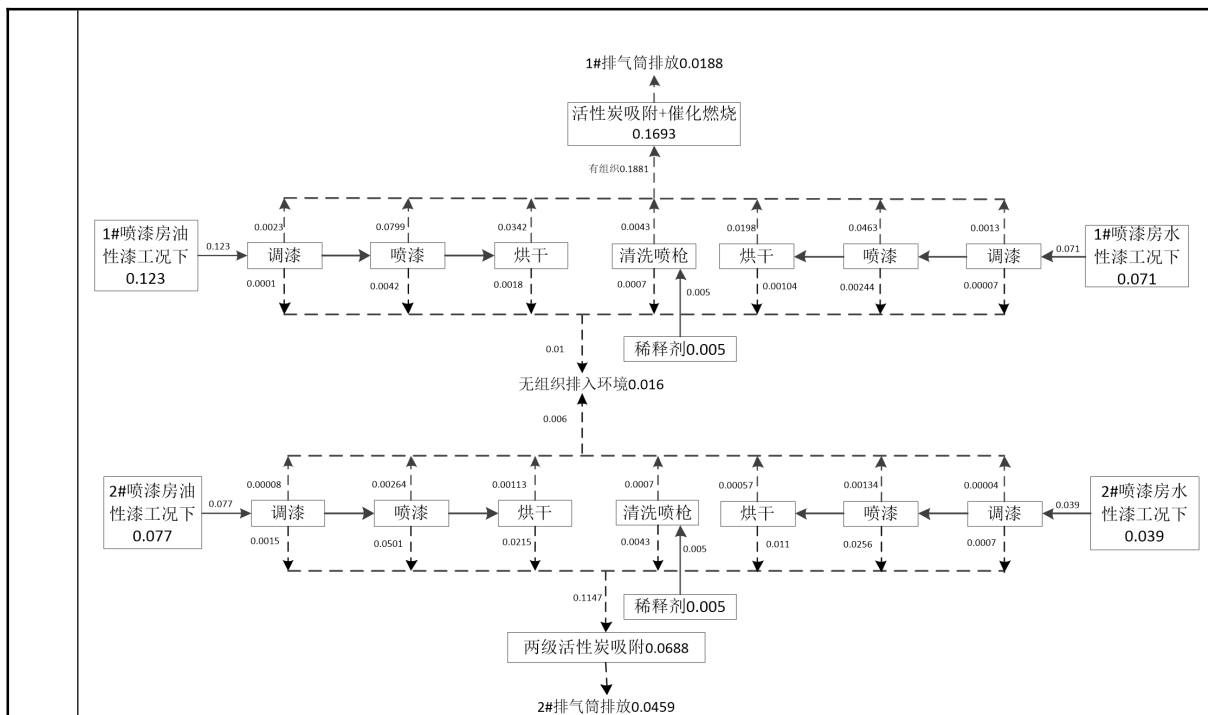 1#排气筒排放0.0188
活性炭吸附+催化燃烧
0.1693
有组织0.1881
0.0023
0.0799
0.0342
0.0043
0.0198
0.0463
0.0013
1#喷漆房油
性漆工况下
0.123
0.123
调漆
喷漆
烘干
清洗喷枪
烘干
喷漆
调漆
0.071
1#喷漆房水
性漆工况下
0.071
0.0001
0.0042
0.0018
0.0007
0.005
0.00104
0.00244
0.00007
稀释剂0.005
0.01
无组织排入环境0.016
0.006
0.00008
0.00264
0.00113
0.0007
0.00057
0.00134
0.00004
2#喷漆房油
性漆工况下
0.077
0.077
调漆
喷漆
烘干
清洗喷枪
烘干
喷漆
调漆
0.039
2#喷漆房水
性漆工况下
0.039
0.0015
0.0501
0.0215
0.0043
0.005
0.011
0.0256
0.0007
0.1147
稀释剂0.005
两级活性炭吸附0.0688
2#排气筒排放0.0459